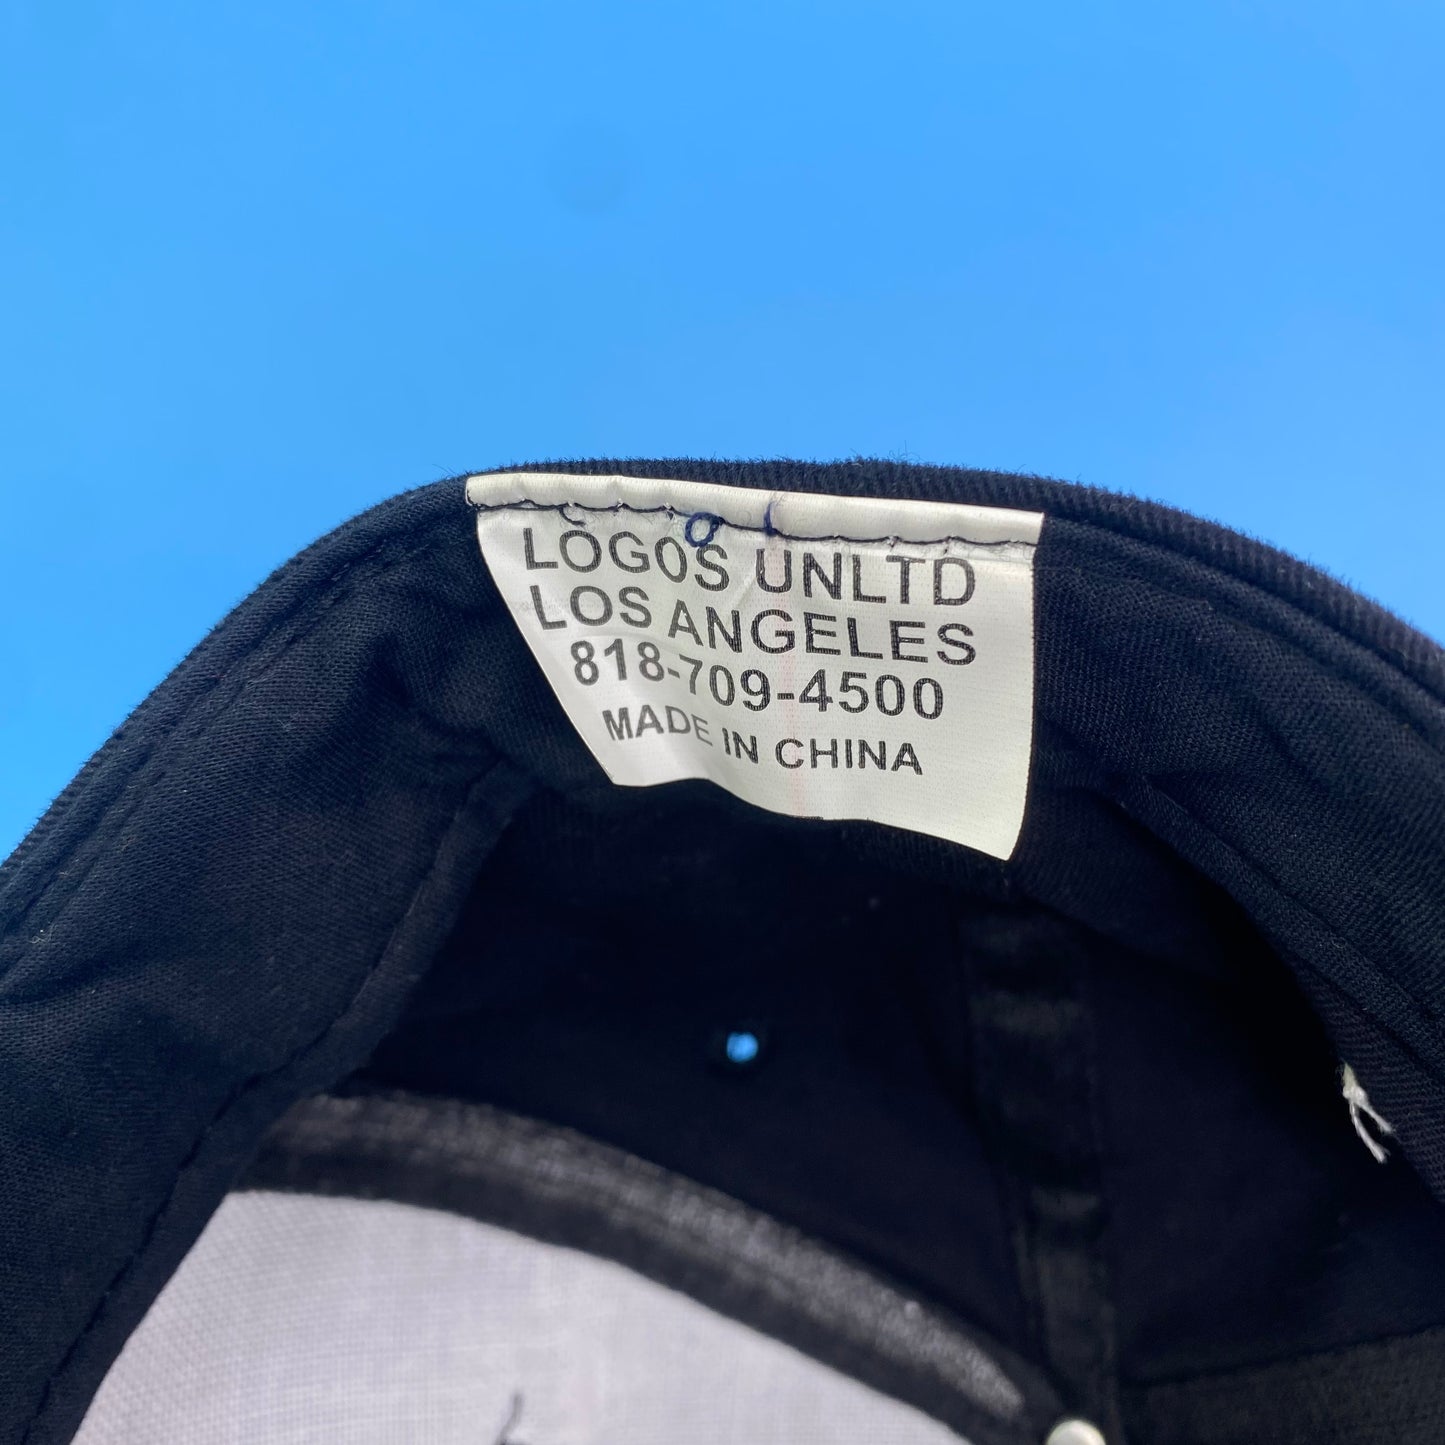 LOGOS UNLTD
LOS ANGELES
818-709-4500
MADE IN CHINA